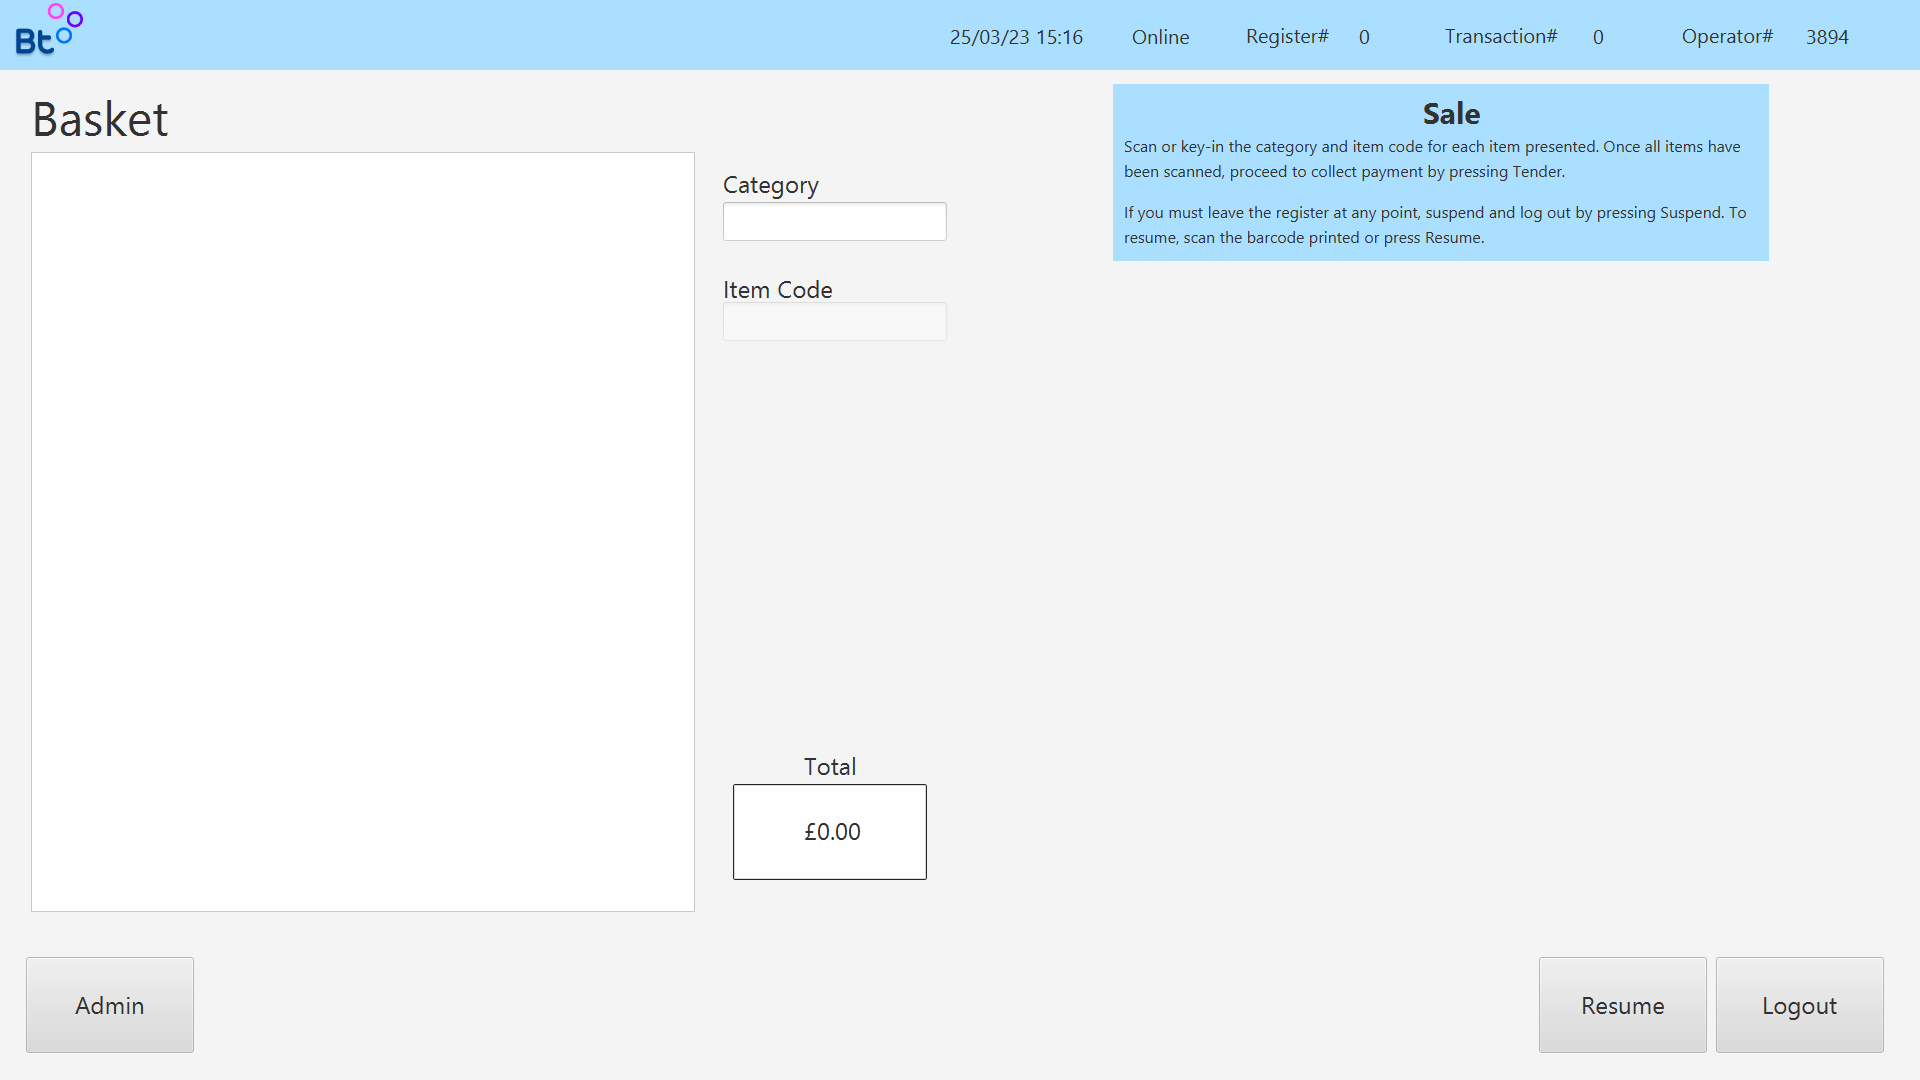 Bt
25/03/23 15:16 Online Register# 0 Transaction# 0 Operator# 3894
Basket
Category
Item Code
Total
£0.00
Sale
Scan or key-in the category and item code for each item presented. Once all items have
been scanned, proceed to collect payment by pressing Tender.
If you must leave the register at any point, suspend and log out by pressing Suspend. To
resume, scan the barcode printed or press Resume.
Admin
Resume
Logout